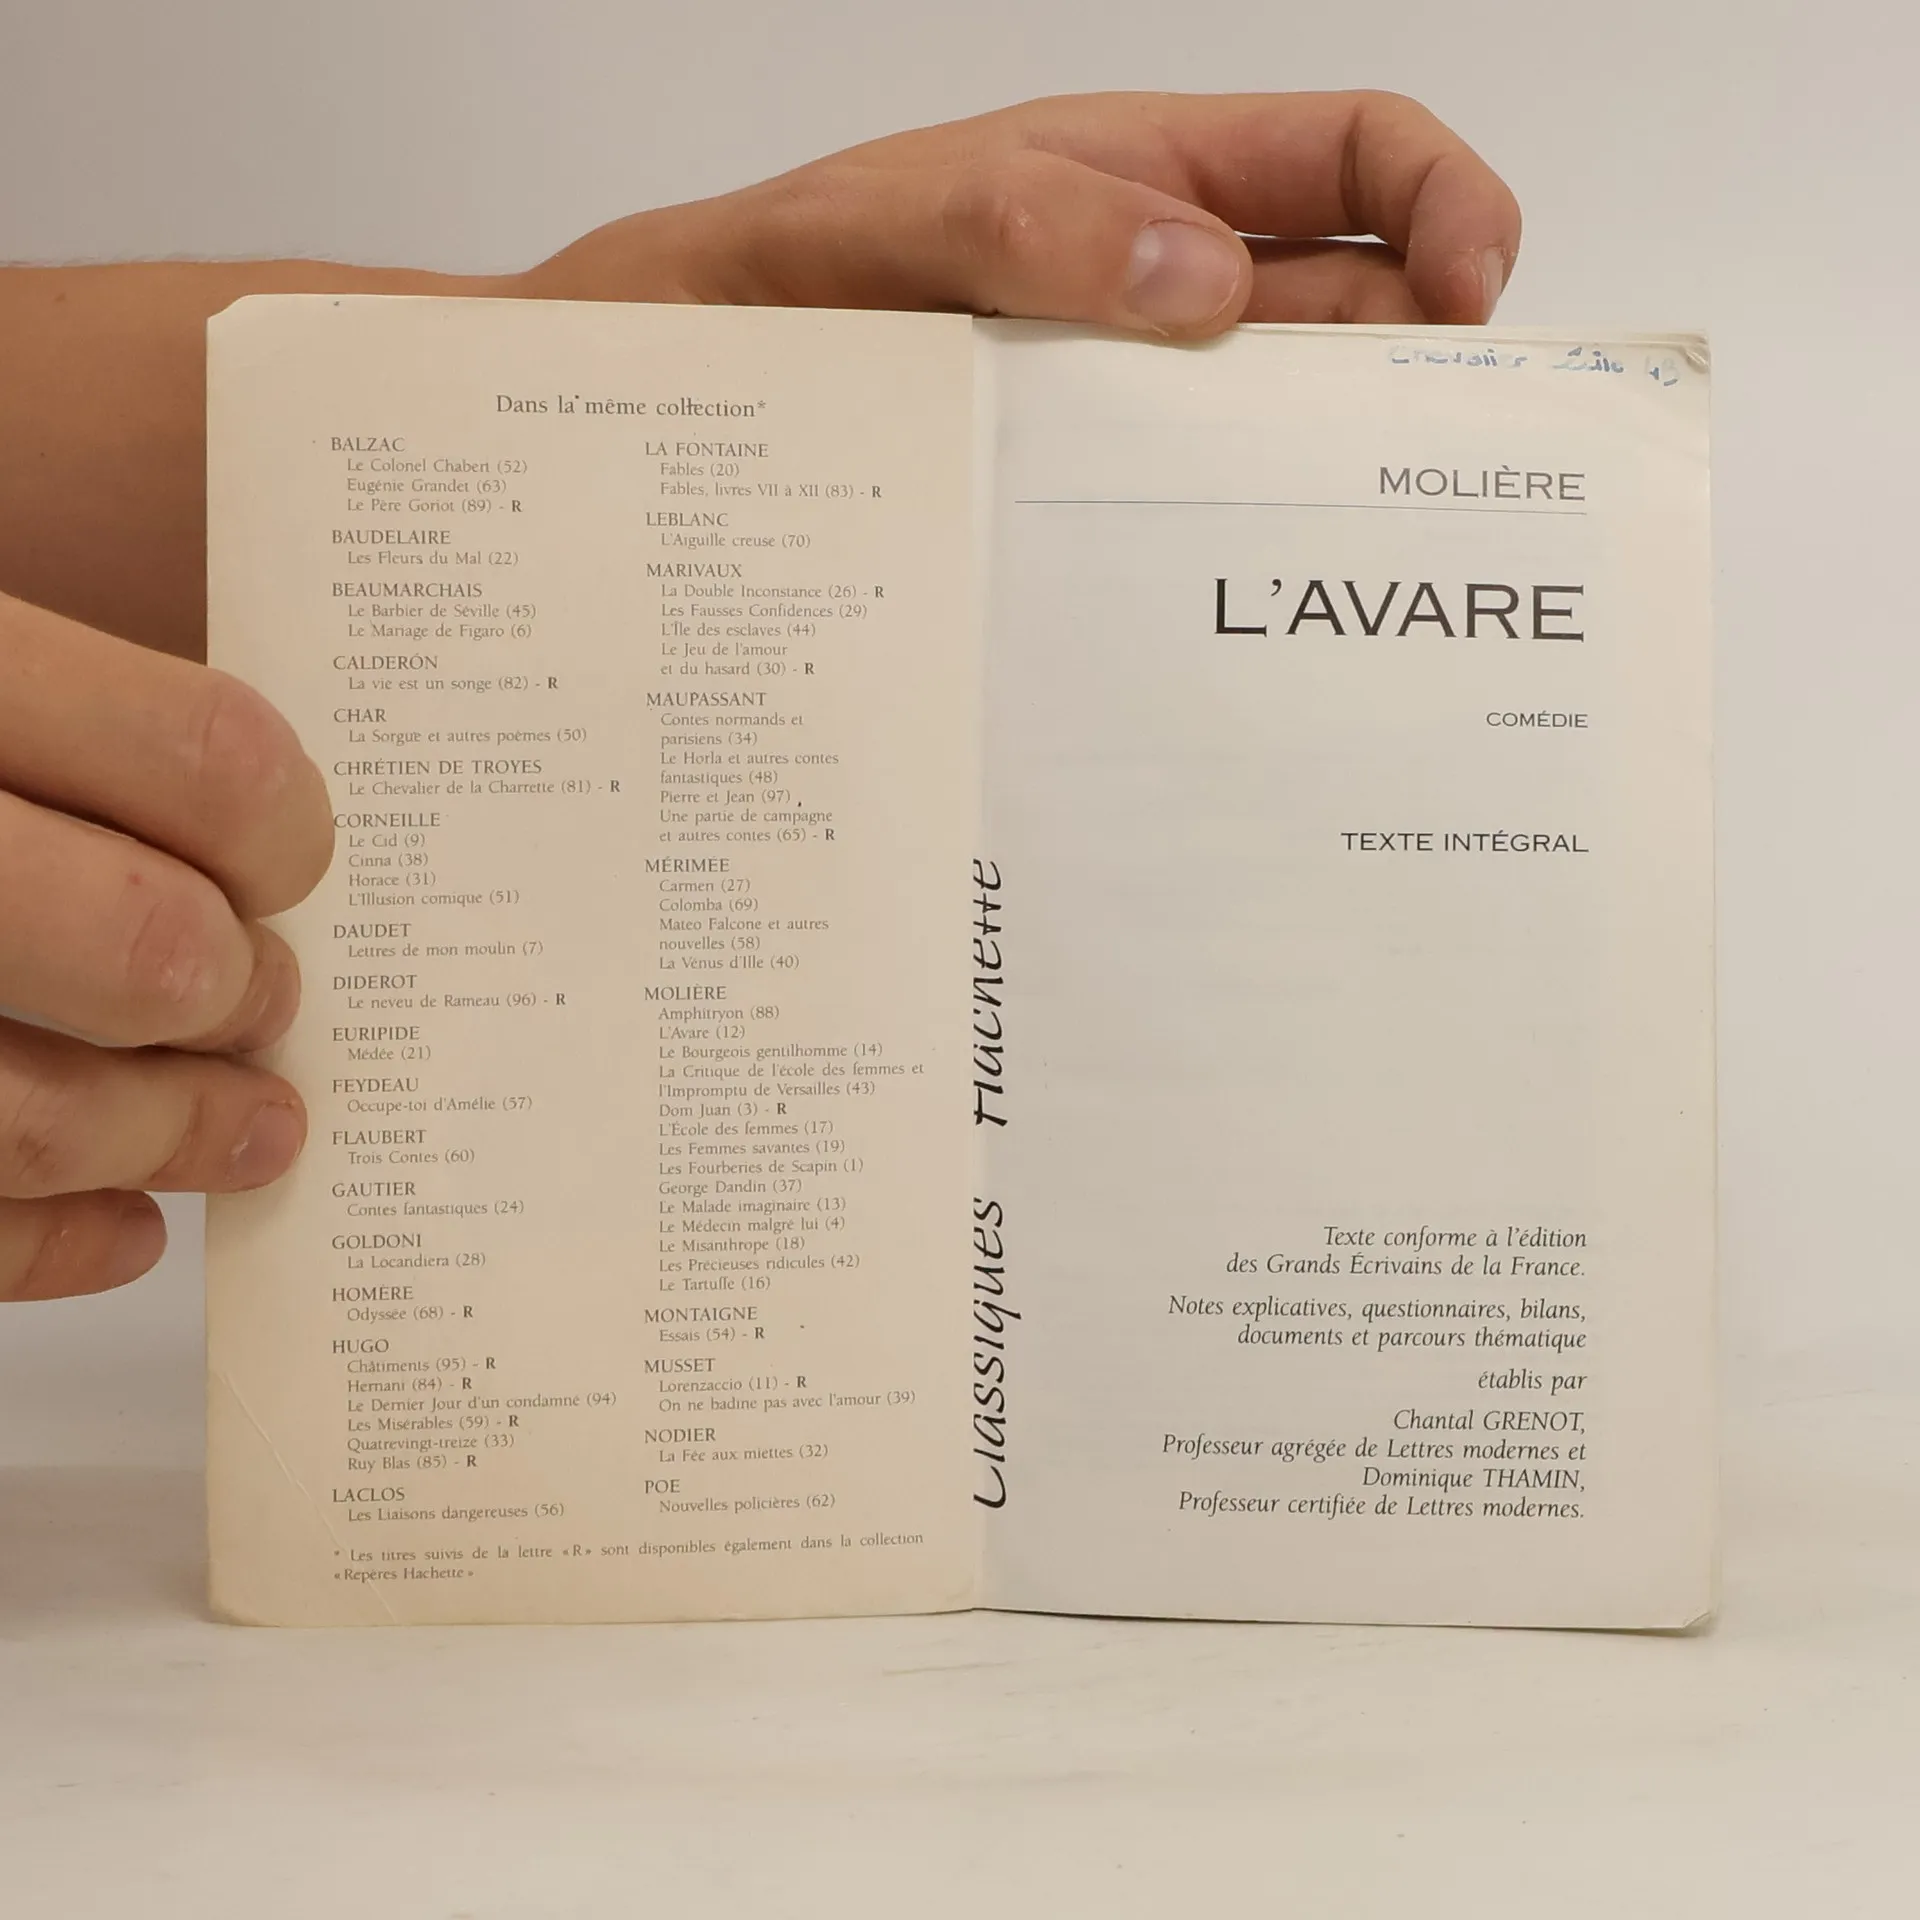 Dans la même collection*
BALZAC
Le Colonel Chabert (52)
Eugénie Grandet (63)
Le Père Goriot (89) - R
BAUDELAIRE
Les Fleurs du Mal (22)
BEAUMARCHAIS
Le Barbier de Séville (45)
Le Mariage de Figaro (6)
CALDERÓN
La vie est un songe (82) - R
CHAR
La Sorgue et autres poèmes (50)
CHRÉTIEN DE TROYES
Le Chevalier de la Charrette (81) - R
CORNEILLE
Le Cid (9)
Cinna (38)
Horace (31)
L'Illusion comique (51)
DAUDET
Lettres de mon moulin (7)
DIDEROT
Le neveu de Rameau (96) - R
EURIPIDE
Médée (21)
FEYDEAU
Occupe-toi d'Amélie (57)
FLAUBERT
Trois Contes (60)
GAUTIER
Contes fantastiques (24)
GOLDONI
La Locandiera (28)
HOMÈRE
Odyssée (68) - R
HUGO
Châtiments (95) - R
Hernani (84) - R
Le Dernier Jour d'un condamné (94)
Les Misérables (59) - R
Quatrevingt-treize (33)
Ruy Blas (85) - R
LACLOS
Les Liaisons dangereuses (56)
LA FONTAINE
Fables (20)
Fables, livres VII à XII (83) - R
LEBLANC
L'Aiguille creuse (70)
MARIVAUX
La Double Inconstance (26) - R
Les Fausses Confidences (29)
L'Île des esclaves (44)
Le Jeu de l'amour
et du hasard (30) - R
MAUPASSANT
Contes normands et
parisiens (34)
Le Horla et autres contes
fantastiques (48)
Pierre et Jean (97)
Une partie de campagne
et autres contes (65) - R
MÉRIMÉE
Carmen (27)
Colomba (69)
Mateo Falcone et autres
nouvelles (58)
La Vénus d'Ille (40)
MOLIÈRE
Amphitryon (88)
L'Avare (12)
Le Bourgeois gentilhomme (14)
La Critique de l'école des femmes et
l'Impromptu de Versailles (43)
Dom Juan (3) - R
L'École des femmes (17)
Les Femmes savantes (19)
Les Fourberies de Scapin (1)
George Dandin (37)
Le Malade imaginaire (13)
Le Médecin malgré lui (4)
Le Misanthrope (18)
Les Précieuses ridicules (42)
Le Tartuffe (16)
MONTAIGNE
Essais (54) - R
MUSSET
Lorenzaccio (11) - R
On ne badine pas avec l'amour (39)
NODIER
La Fée aux miettes (32)
POE
Nouvelles policières (62)
* Les titres suivis de la lettre « R » sont disponibles également dans la collection
« Repères Hachette »
Classiques Hachette
Chevalier
MOLIÈRE
L'AVARE
COMÉDIE
TEXTE INTÉGRAL
Texte conforme à l'édition
des Grands Écrivains de la France.
Notes explicatives, questionnaires, bilans,
documents et parcours thématique
établis par
Chantal GRENOT,
Professeur agrégée de Lettres modernes et
Dominique THAMIN,
Professeur certifiée de Lettres modernes.